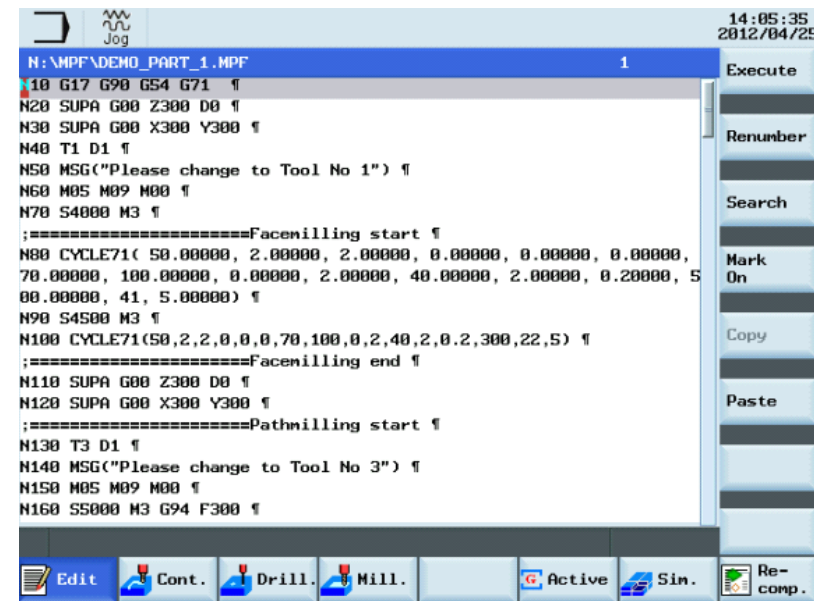 Jog
14:05:35
2012/04/25
N:\MPF\DEMO_PART_1.MPF 1
N10 G17 G90 G54 G71 ¶
N20 SUPA G00 Z300 D0 ¶
N30 SUPA G00 X300 Y300 ¶
N40 T1 D1 ¶
N50 MSG("Please change to Tool No 1") ¶
N60 M05 M09 M00 ¶
N70 S4000 M3 ¶
;=======================Facemilling start ¶
N80 CYCLE71( 50.00000, 2.00000, 2.00000, 0.00000, 0.00000, 0.00000,
70.00000, 100.00000, 0.00000, 2.00000, 40.00000, 2.00000, 0.20000, 5
00.00000, 41, 5.00000) ¶
N90 S4500 M3 ¶
N100 CYCLE71(50,2,2,0,0,0,70,100,0,2,40,2,0.2,300,22,5) ¶
;=======================Facemilling end ¶
N110 SUPA G00 Z300 D0 ¶
N120 SUPA G00 X300 Y300 ¶
;=======================Pathmilling start ¶
N130 T3 D1 ¶
N140 MSG("Please change to Tool No 3") ¶
N150 M05 M09 M00 ¶
N160 S5000 M3 G94 F300 ¶
Execute
Renumber
Search
Mark
On
Copy
Paste
Edit
Cont.
Drill.
Mill.
G Active
Sim.
Re-
comp.